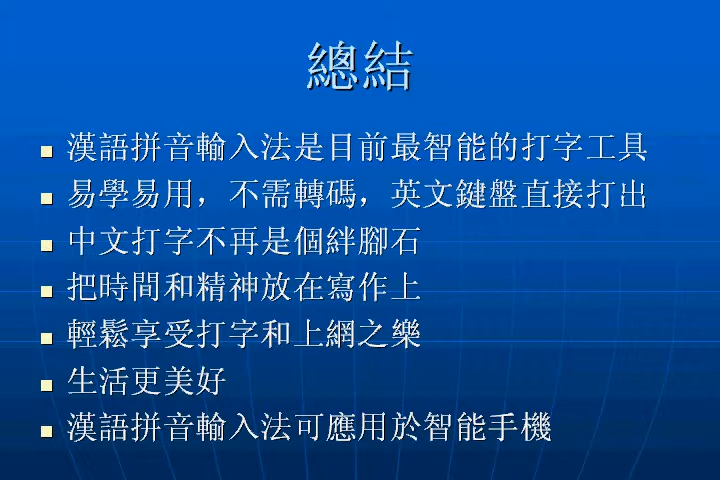 總結
漢語拼音輸入法是目前最智能的打字工具
易學易用，不需轉碼，英文鍵盤直接打出
中文打字不再是個絆腳石
把時間和精神放在寫作上
輕鬆享受打字和上網之樂
生活更美好
漢語拼音輸入法可應用於智能手機